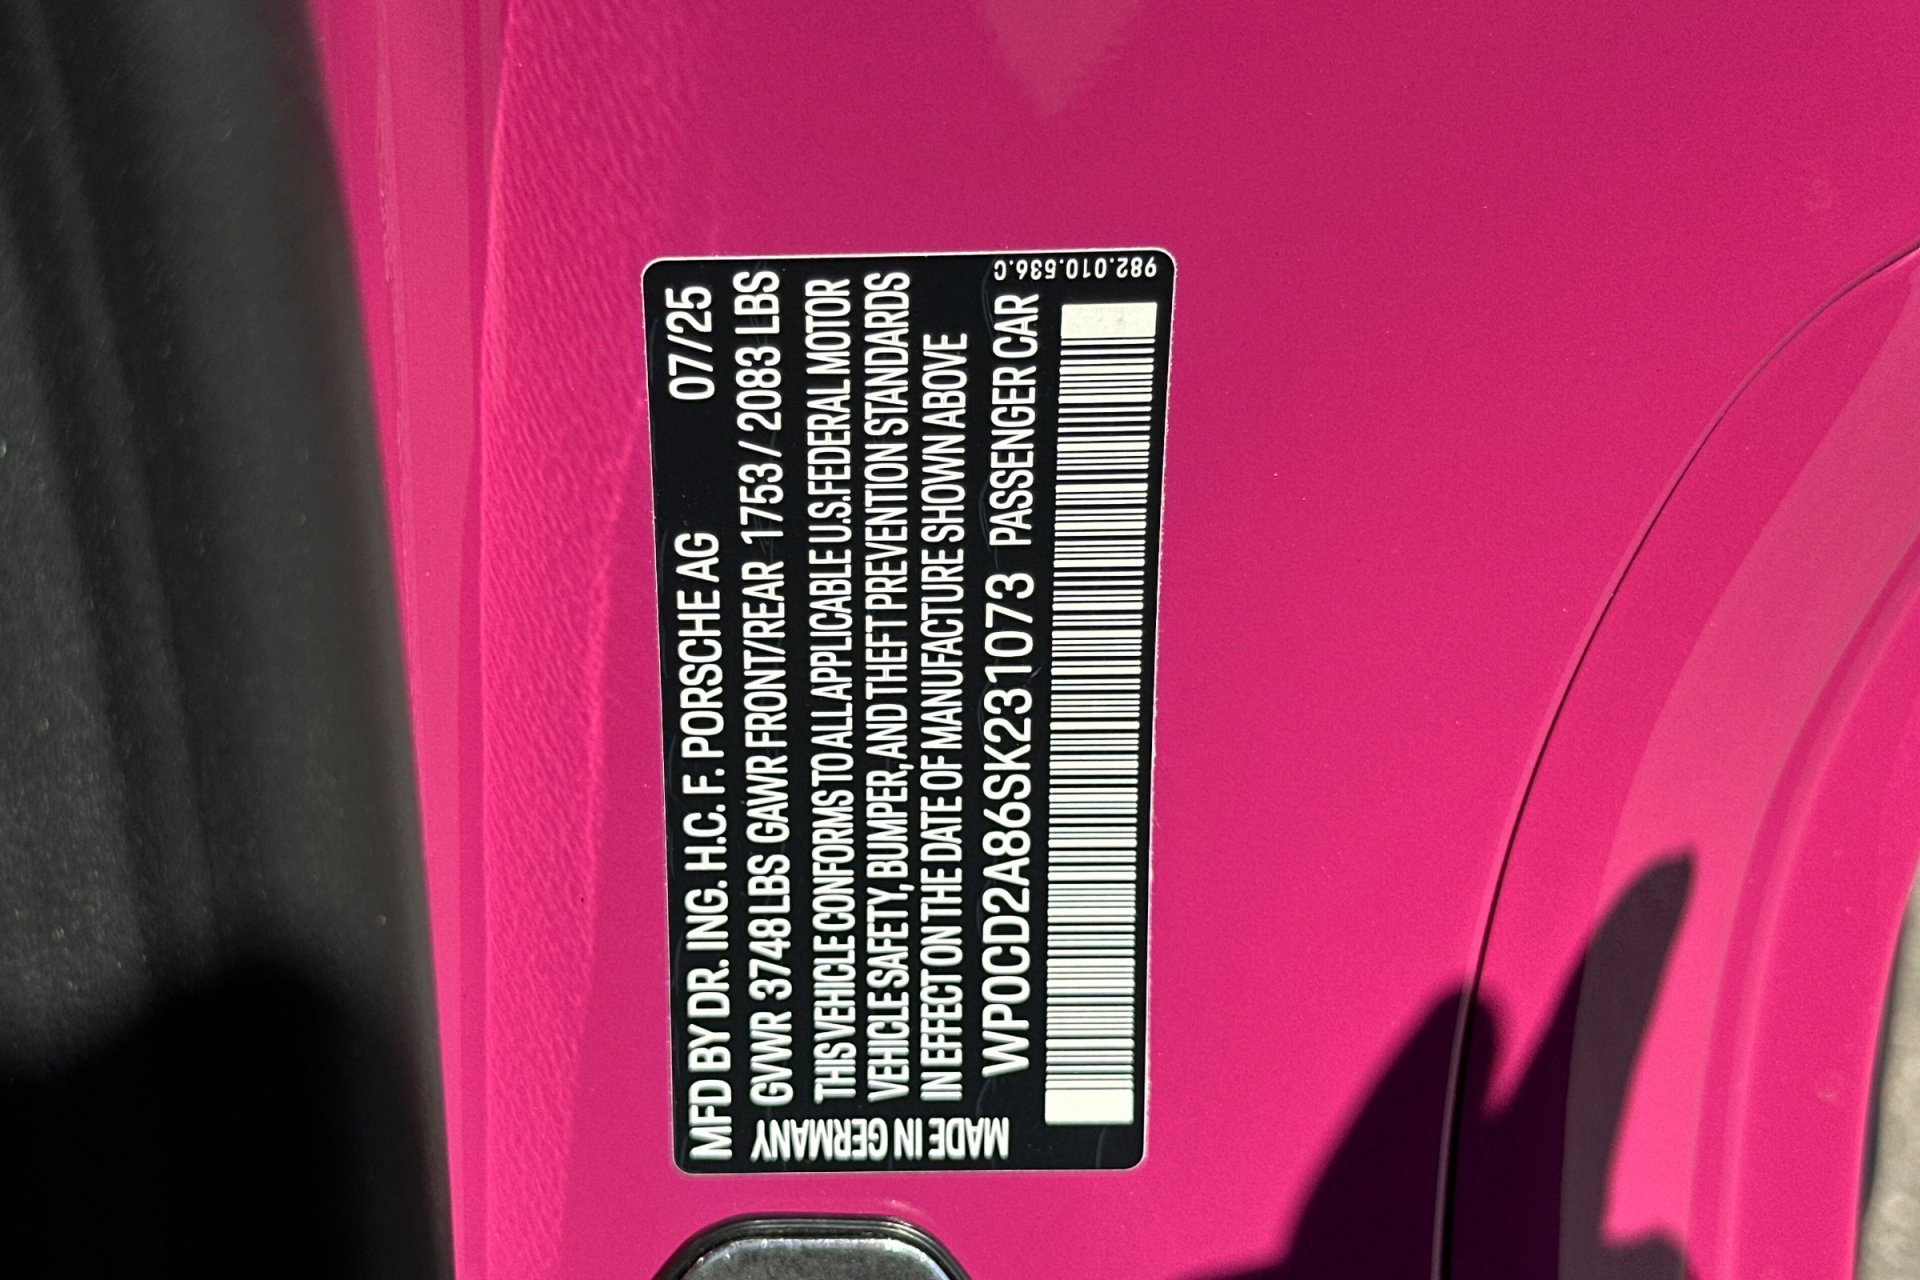 MFD BY DR. ING. H.C. F. PORSCHE AG 07/25
GVWR 3748 LBS GAWR FRONT/REAR 1753 / 2083 LBS
THIS VEHICLE CONFORMS TO ALL APPLICABLE U.S. FEDERAL MOTOR
VEHICLE SAFETY, BUMPER, AND THEFT PREVENTION STANDARDS
IN EFFECT ON THE DATE OF MANUFACTURE SHOWN ABOVE
WP0CD2A86SK231073 PASSENGER CAR
MADE IN GERMANY
982.010.536.C